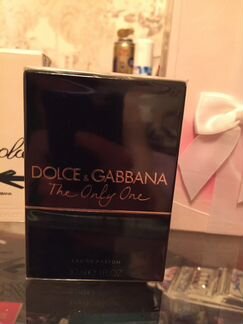 DOLCE & GABBANA
The Only One
EAU DE PARFUM